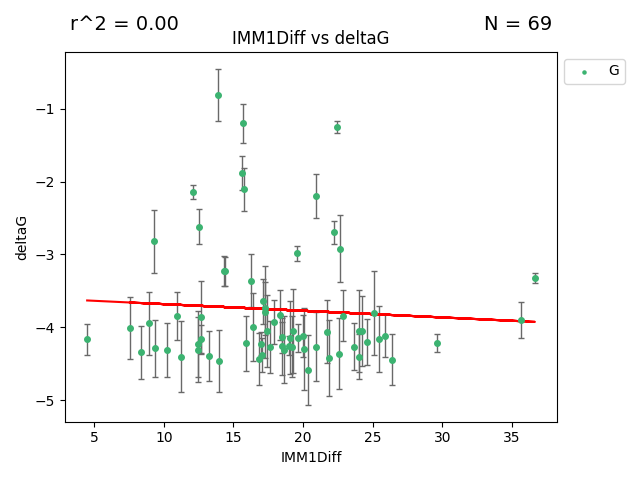 r^2 = 0.00
N = 69
IMM1Diff vs deltaG
G
−1
−2
−3
−4
−5
deltaG
5 10 15 20 25 30 35
IMM1Diff